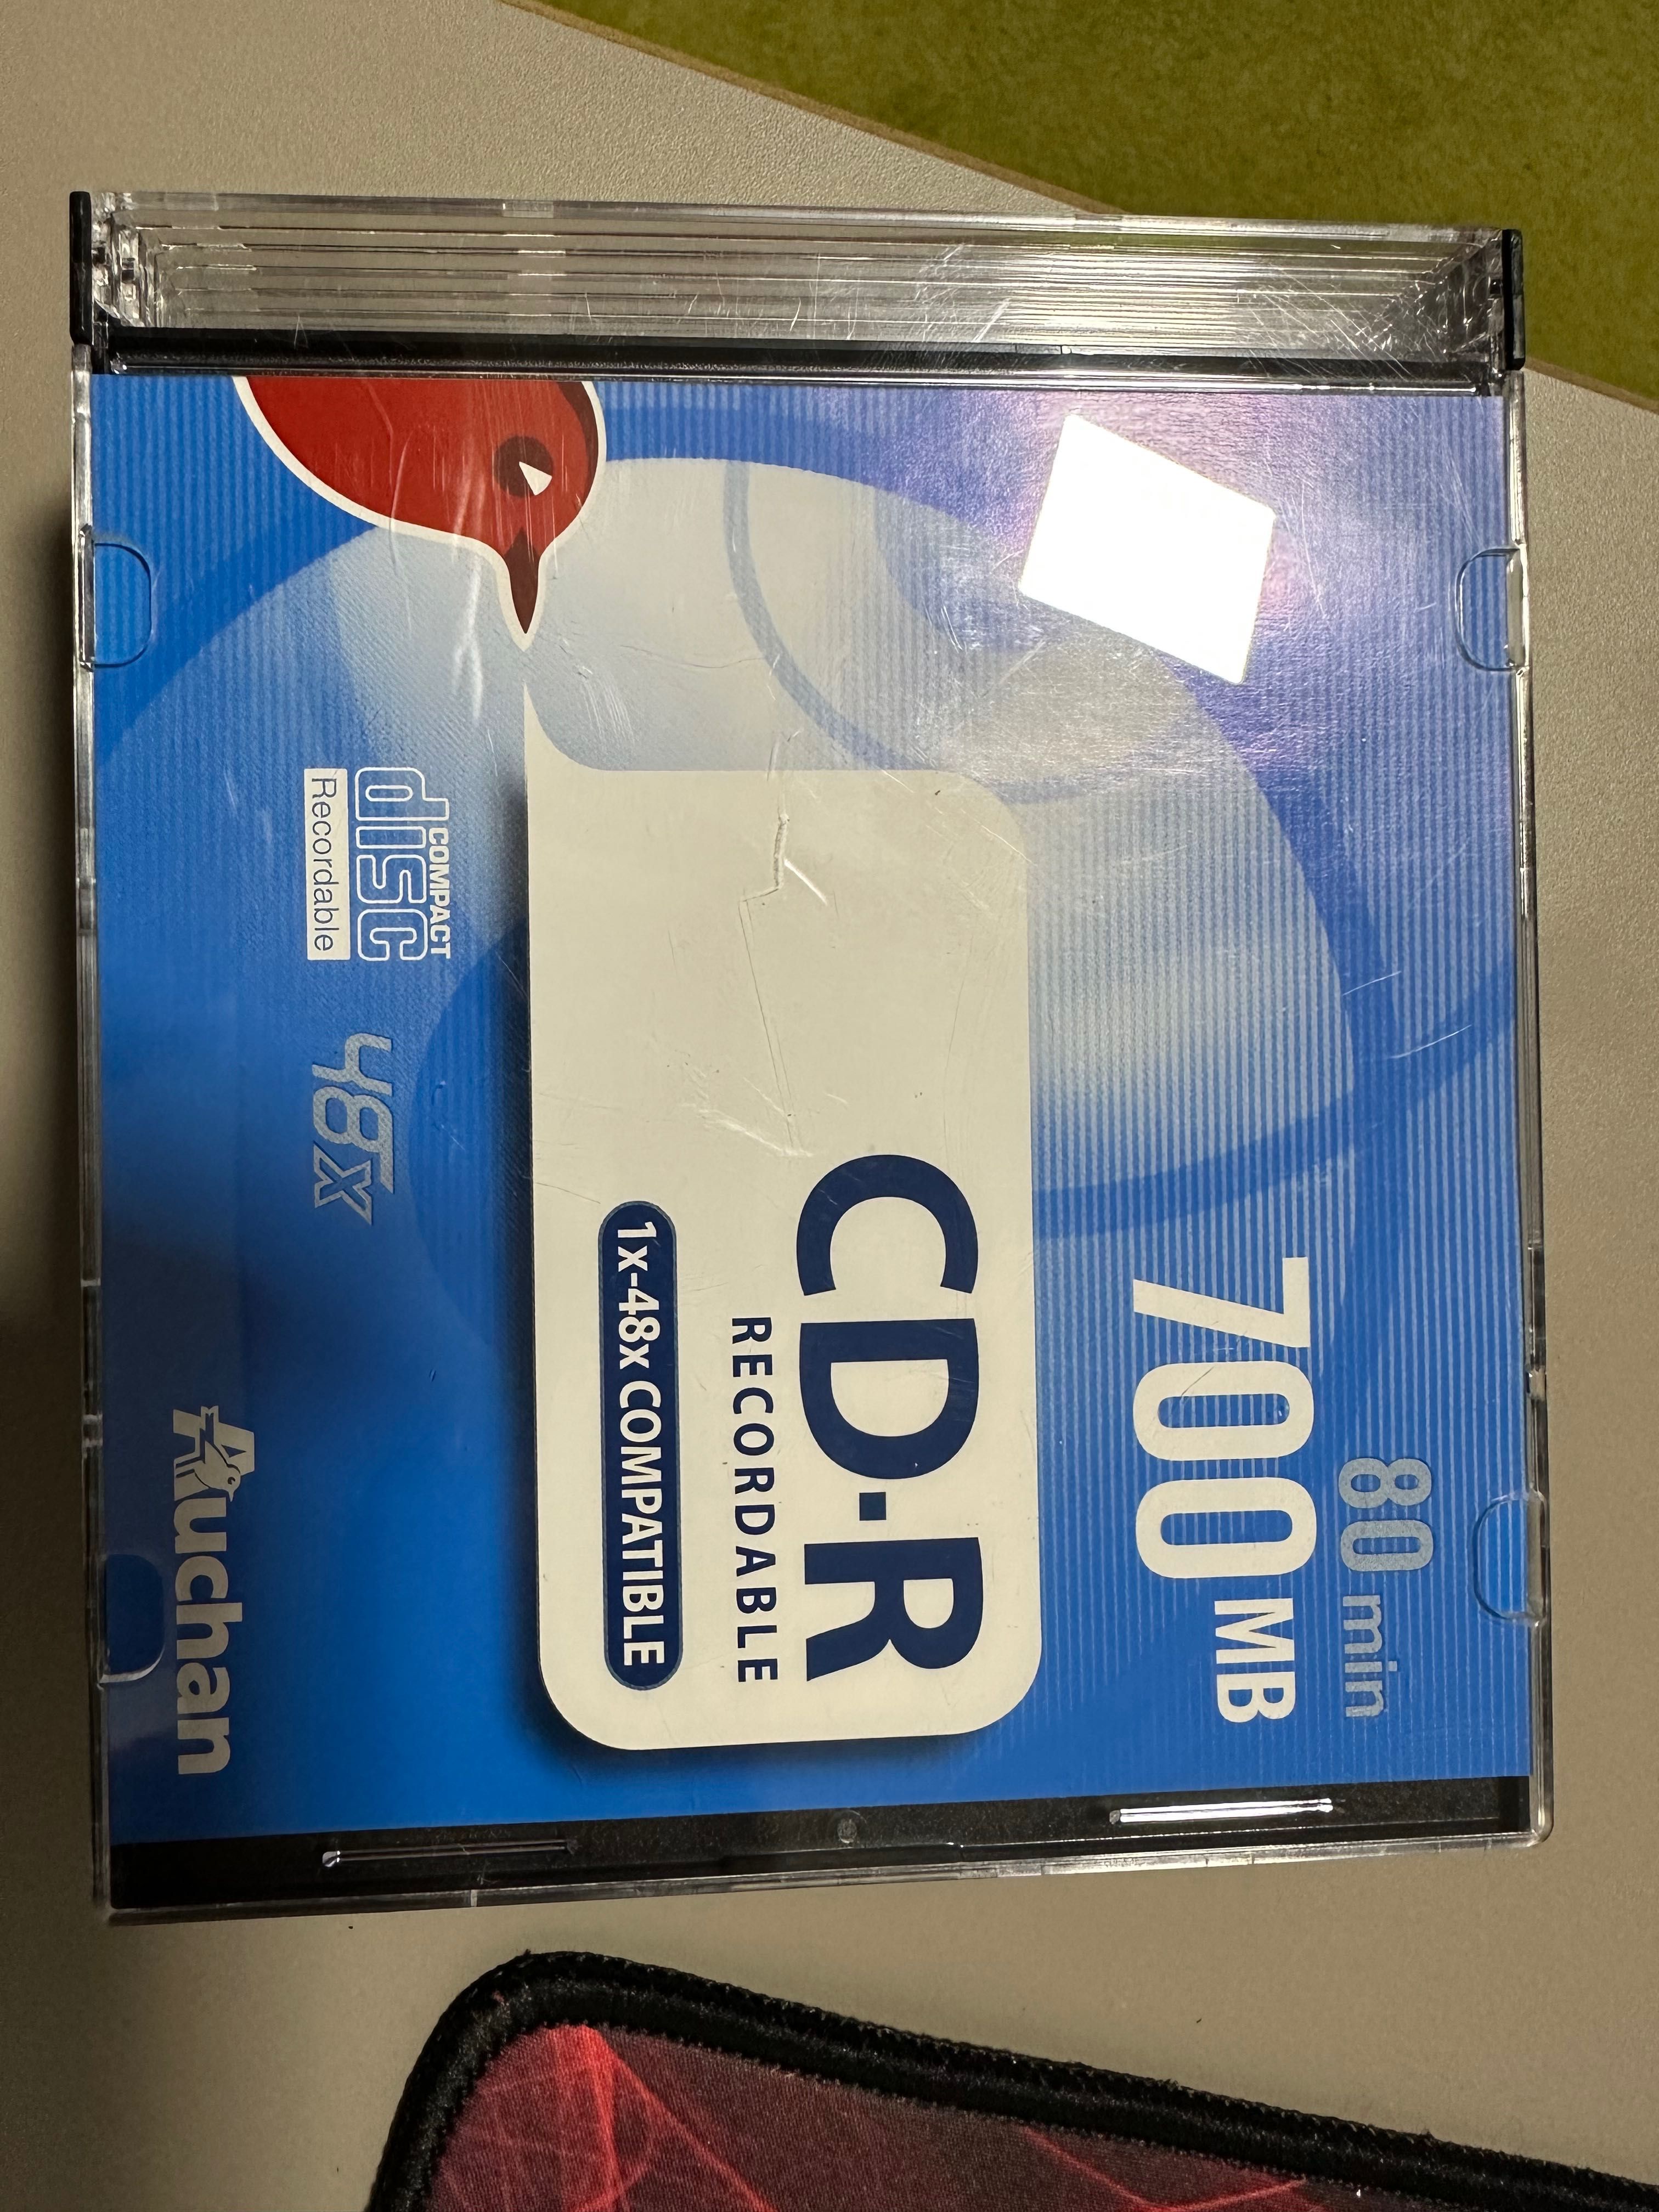 80 min
700 MB
CD-R
RECORDABLE
1x-48x COMPATIBLE
COMPACT
disc
Recordable
48x
Auchan